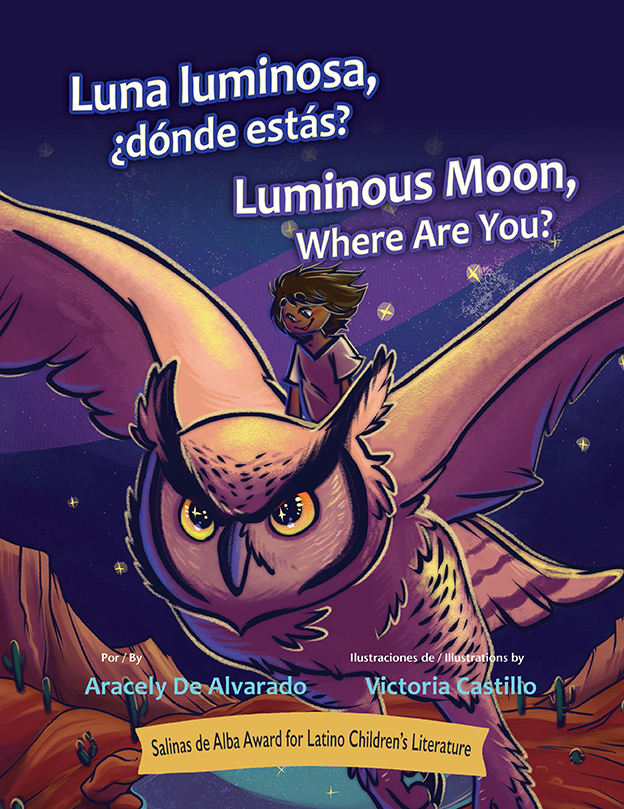 Luna luminosa,
¿dónde estás?
Luminous Moon,
Where Are You?
Por / By
Aracely De Alvarado
Ilustraciones de / Illustrations by
Victoria Castillo
Salinas de Alba Award for Latino Children's Literature